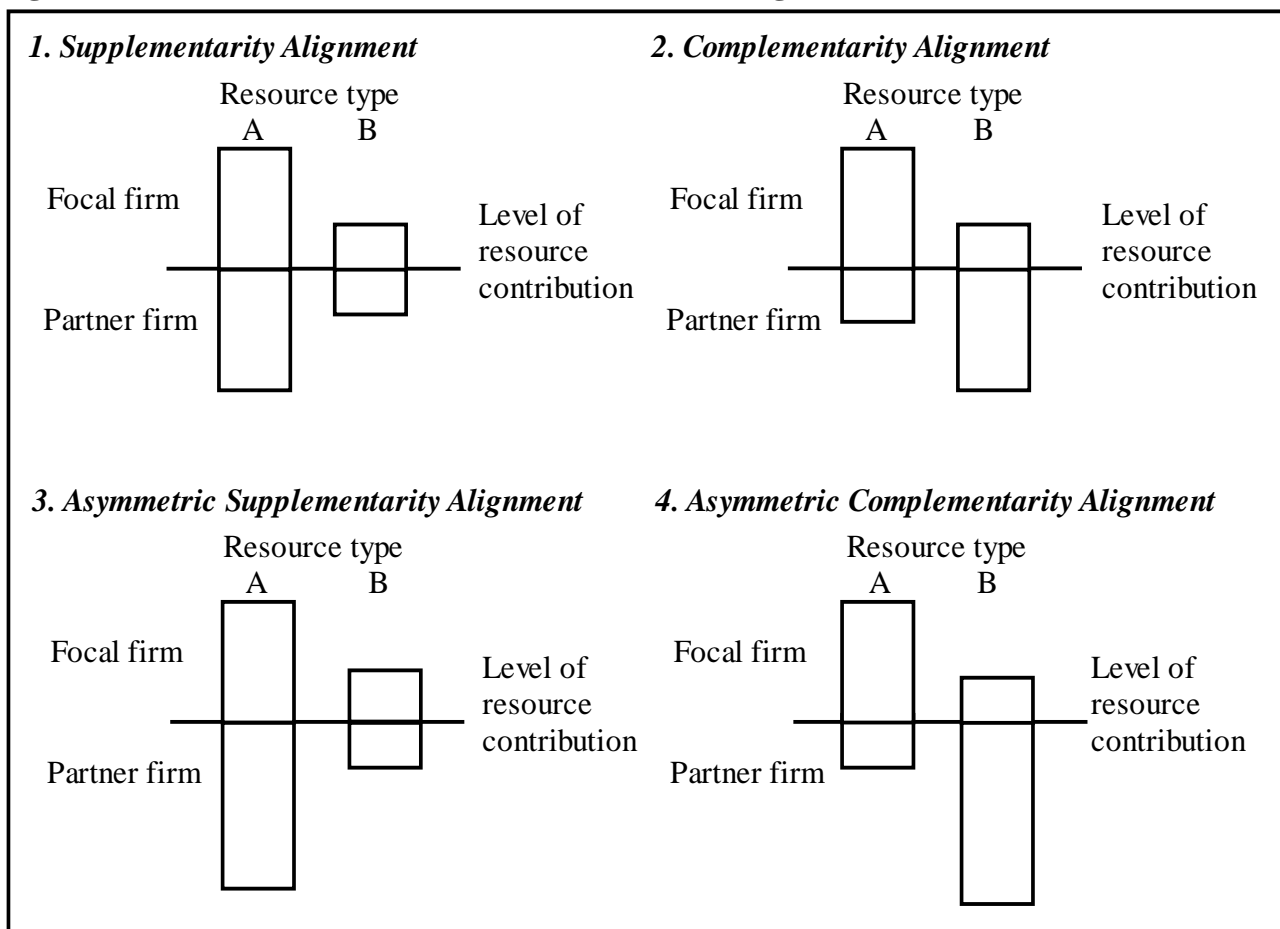 1. Supplementarity Alignment
Resource type
A B
Focal firm
Level of
resource
contribution
Partner firm
2. Complementarity Alignment
Resource type
A B
Focal firm
Level of
resource
contribution
Partner firm
3. Asymmetric Supplementarity Alignment
Resource type
A B
Focal firm
Level of
resource
contribution
Partner firm
4. Asymmetric Complementarity Alignment
Resource type
A B
Focal firm
Level of
resource
contribution
Partner firm